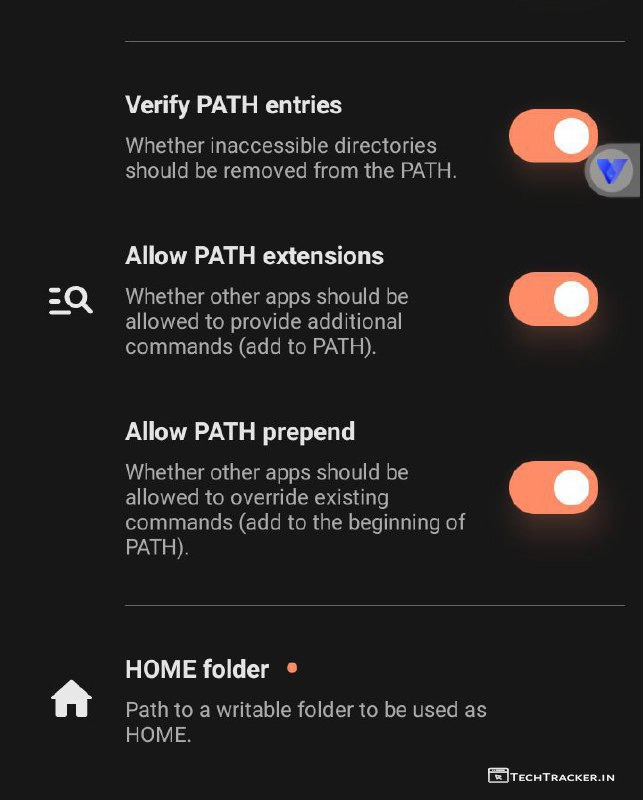 Verify PATH entries
Whether inaccessible directories
should be removed from the PATH.
Allow PATH extensions
Whether other apps should be
allowed to provide additional
commands (add to PATH).
Allow PATH prepend
Whether other apps should be
allowed to override existing
commands (add to the beginning of
PATH).
HOME folder
Path to a writable folder to be used as
HOME.
TECHTRACKER.IN